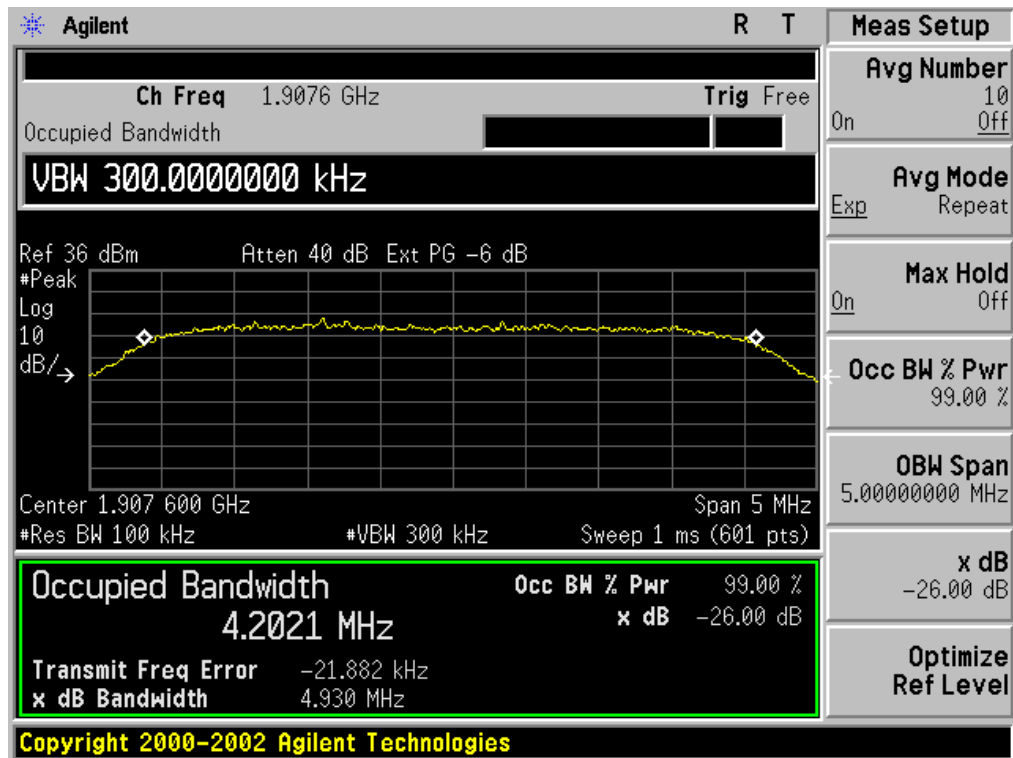 Agilent R T
Ch Freq 1.9076 GHz Trig Free
Occupied Bandwidth
VBW 300.0000000 kHz
Ref 36 dBm Atten 40 dB Ext PG -6 dB
#Peak
Log
10
dB/
Center 1.907 600 GHz Span 5 MHz
#Res BW 100 kHz #VBW 300 kHz Sweep 1 ms (601 pts)
Occupied Bandwidth Occ BW % Pwr 99.00 %
4.2021 MHz x dB -26.00 dB
Transmit Freq Error -21.882 kHz
x dB Bandwidth 4.930 MHz
Copyright 2000-2002 Agilent Technologies
Meas Setup
Avg Number
10
On Off
Avg Mode
Exp Repeat
Max Hold
On Off
Occ BW % Pwr
99.00 %
OBW Span
5.00000000 MHz
x dB
-26.00 dB
Optimize
Ref Level